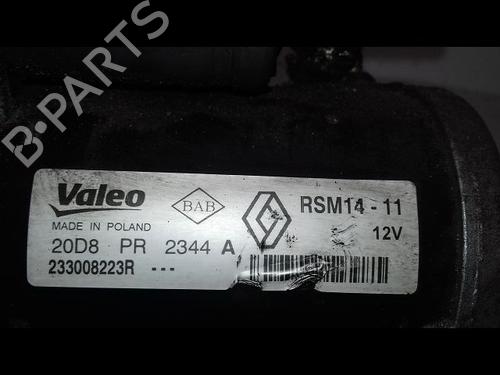 B-PARTS
Valeo
BAB
RSM14 - 11
MADE IN POLAND
12V
20D8 PR 2344 A
233008223R ---